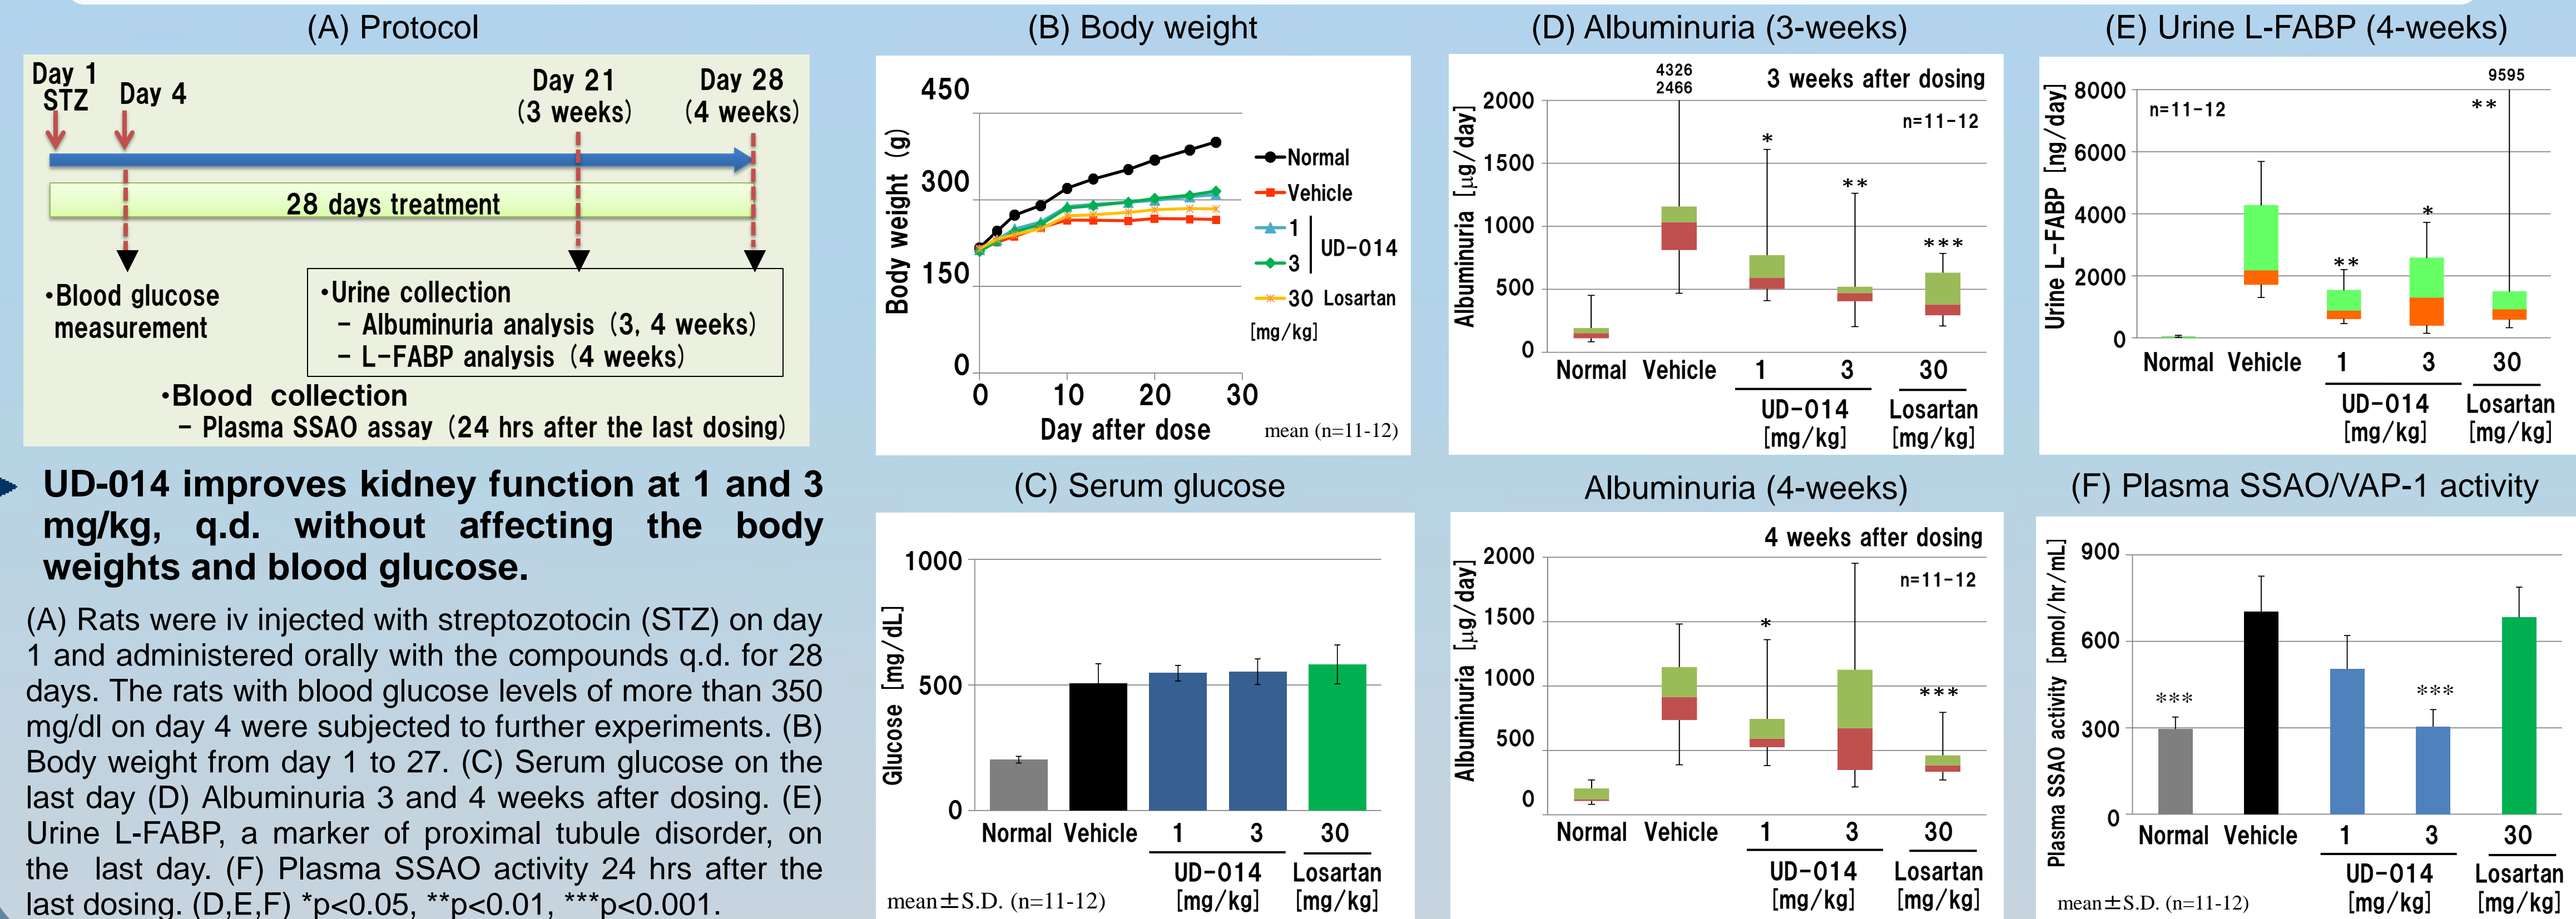 (A) Protocol
Day 1
STZ
Day 4
Day 21
(3 weeks)
Day 28
(4 weeks)
28 days treatment
・Blood glucose
measurement
・Urine collection
- Albuminuria analysis (3, 4 weeks)
- L-FABP analysis (4 weeks)
・Blood collection
- Plasma SSAO assay (24 hrs after the last dosing)
UD-014 improves kidney function at 1 and 3
mg/kg, q.d. without affecting the body
weights and blood glucose.
(A) Rats were iv injected with streptozotocin (STZ) on day
1 and administered orally with the compounds q.d. for 28
days. The rats with blood glucose levels of more than 350
mg/dl on day 4 were subjected to further experiments. (B)
Body weight from day 1 to 27. (C) Serum glucose on the
last day (D) Albuminuria 3 and 4 weeks after dosing. (E)
Urine L-FABP, a marker of proximal tubule disorder, on
the last day. (F) Plasma SSAO activity 24 hrs after the
last dosing. (D,E,F) *p<0.05, **p<0.01, ***p<0.001.
(B) Body weight
Body weight (g)
450
300
150
0
0 10 20 30
Day after dose
mean (n=11-12)
Normal
Vehicle
1
3
UD-014
30 Losartan
[mg/kg]
(C) Serum glucose
Glucose [mg/dL]
1000
500
0
Normal Vehicle 1 3 30
UD-014 Losartan
[mg/kg] [mg/kg]
mean±S.D. (n=11-12)
(D) Albuminuria (3-weeks)
3 weeks after dosing
n=11-12
4326
2466
Albuminuria [μg/day]
2000
1500
1000
500
0
*
**
***
Normal Vehicle 1 3 30
UD-014 Losartan
[mg/kg] [mg/kg]
Albuminuria (4-weeks)
4 weeks after dosing
n=11-12
Albuminuria [μg/day]
2000
1500
1000
500
0
*
***
Normal Vehicle 1 3 30
UD-014 Losartan
[mg/kg] [mg/kg]
(E) Urine L-FABP (4-weeks)
9595
n=11-12
Urine L-FABP [ng/day]
8000
6000
4000
2000
0
**
*
**
Normal Vehicle 1 3 30
UD-014 Losartan
[mg/kg] [mg/kg]
(F) Plasma SSAO/VAP-1 activity
Plasma SSAO activity [pmol/hr/mL]
900
600
300
0
***
***
Normal Vehicle 1 3 30
UD-014 Losartan
[mg/kg] [mg/kg]
mean±S.D. (n=11-12)